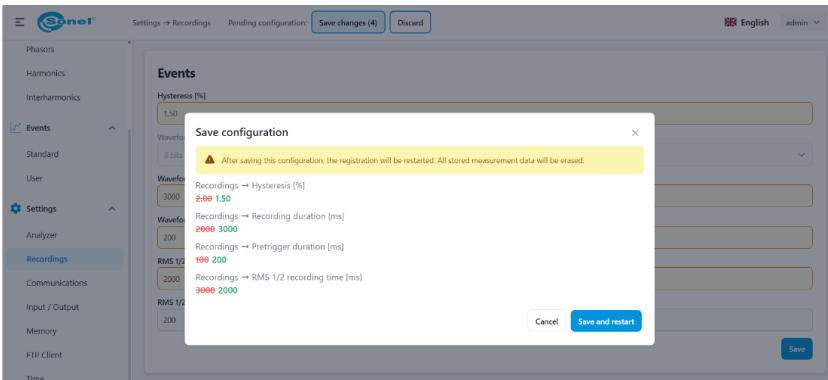 Sonel®
Settings → Recordings Pending configuration: Save changes (4) Discard
English admin
Phasors
Harmonics
Interharmonics
Events
Standard
User
Settings
Analyzer
Recordings
Communications
Input / Output
Memory
FTP Client
Time
Events
Hysteresis [%]
1.50
8 bits
3000
200
RMS 1/2
2000
RMS 1/2
200
Save
Save configuration
After saving this configuration, the registration will be restarted. All stored measurement data will be erased.
Recordings → Hysteresis [%]
2.00 1.50
Recordings → Recording duration [ms]
2000 3000
Recordings → Pretrigger duration [ms]
100 200
Recordings → RMS 1/2 recording time [ms]
3000 2000
Cancel Save and restart